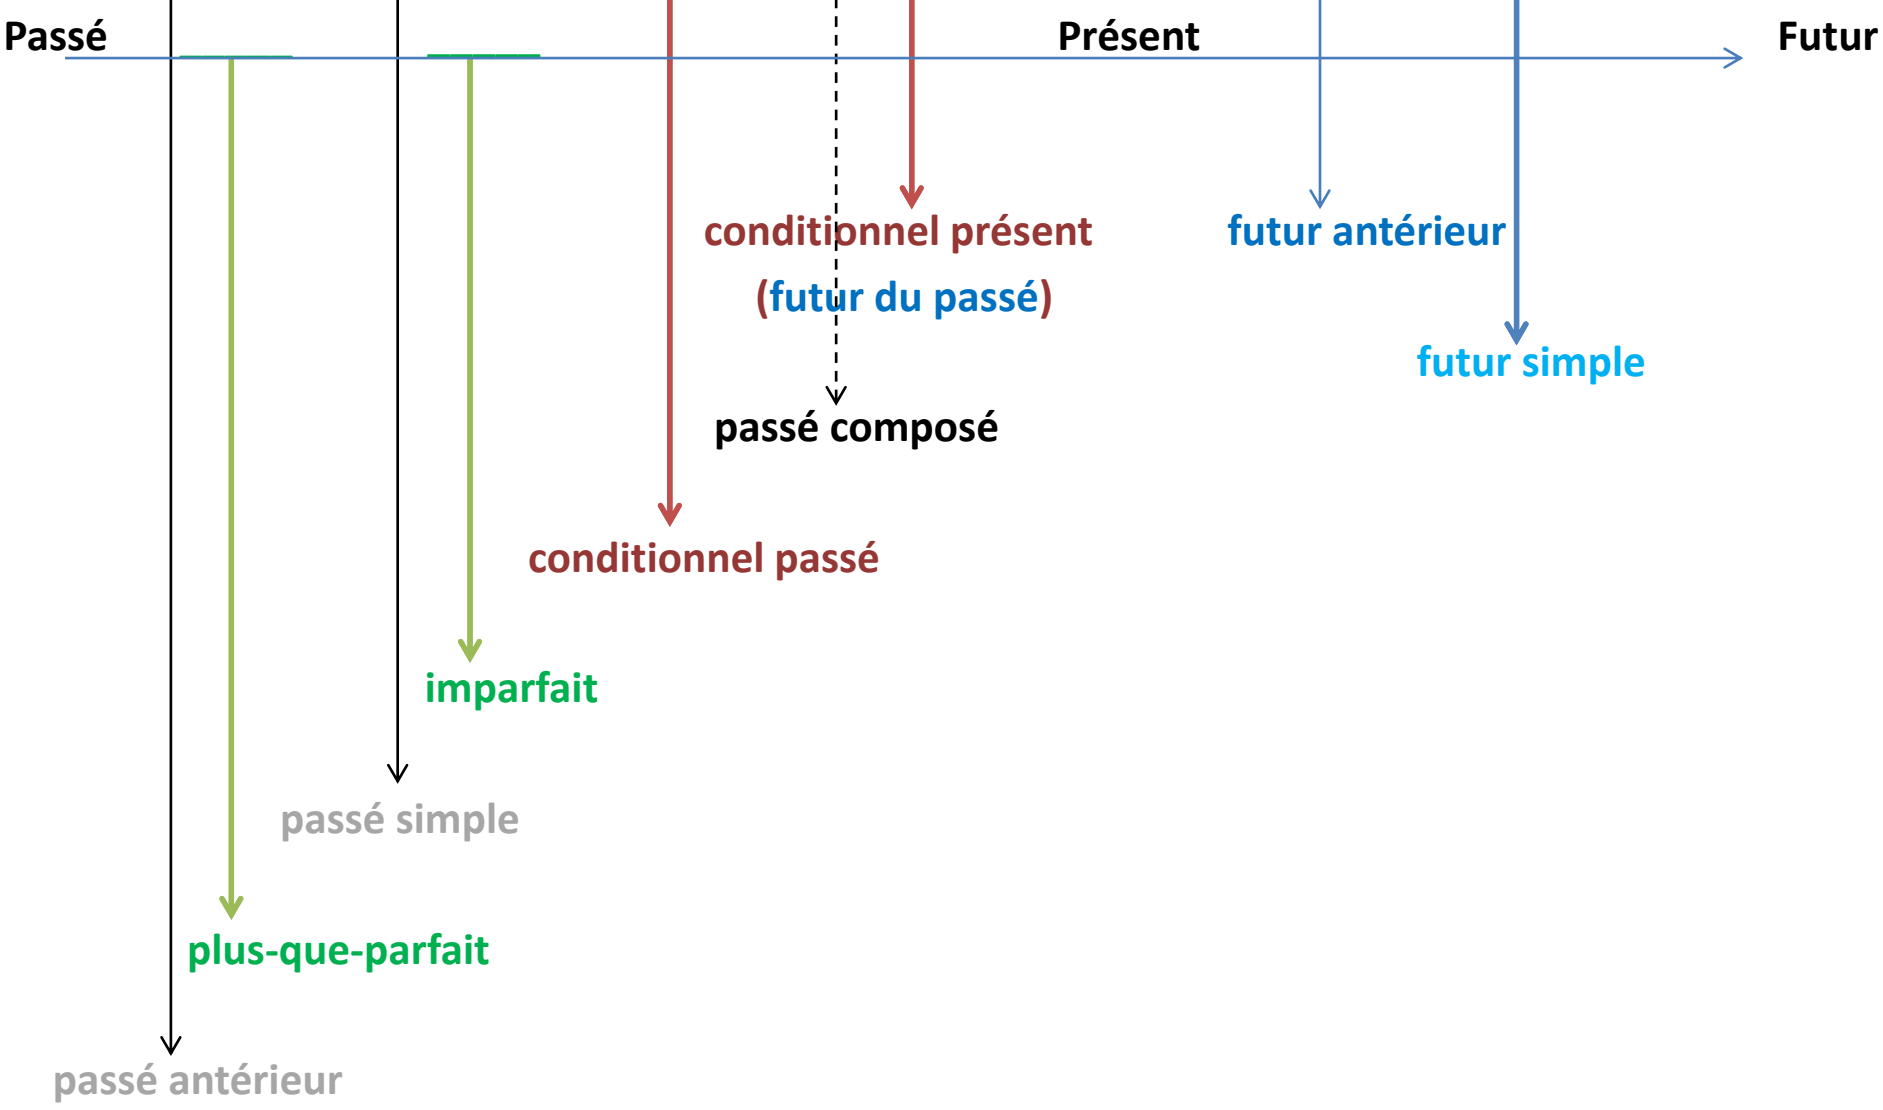 Passé Présent Futur
conditionnel présent futur antérieur
(futur du passé)
futur simple
passé composé
conditionnel passé
imparfait
passé simple
plus-que-parfait
passé antérieur